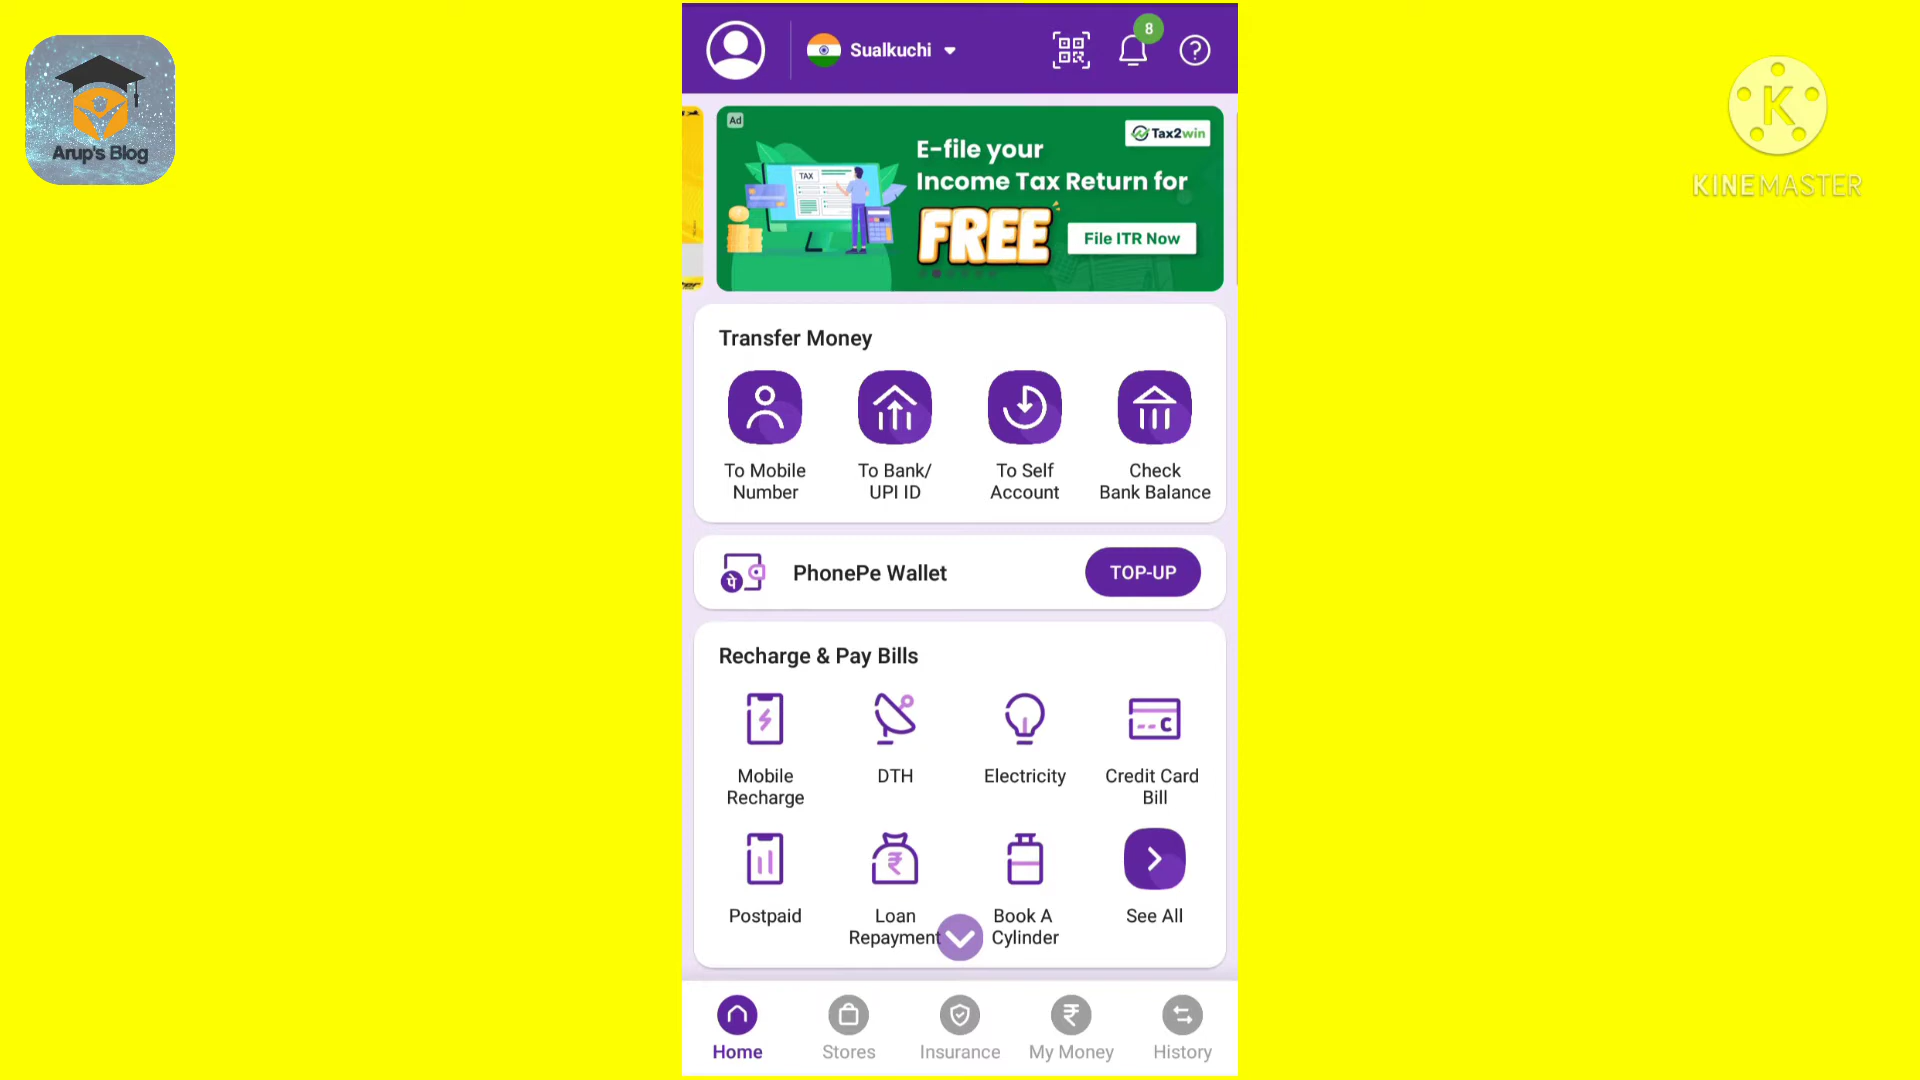 Arup's Blog
KINEMASTER
K
Sualkuchi
8
Ad
Tax2win
E-file your
Income Tax Return for
FREE
File ITR Now
TAX
Transfer Money
To Mobile
Number
To Bank/
UPI ID
To Self
Account
Check
Bank Balance
पे
PhonePe Wallet
TOP-UP
Recharge & Pay Bills
Mobile
Recharge
DTH
Electricity
C
Credit Card
Bill
Postpaid
₹
Loan
Repayment
Book A
Cylinder
See All
Home
Stores
Insurance
₹
My Money
History